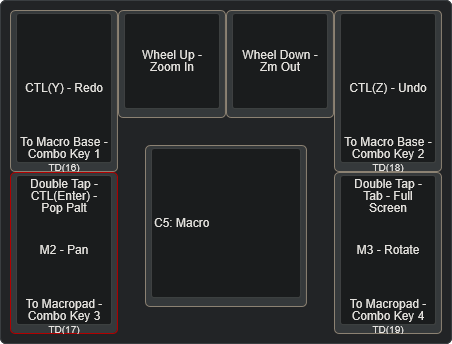 CTL(Y) - Redo
To Macro Base -
Combo Key 1
TD(16)
Wheel Up -
Zoom In
Wheel Down -
Zm Out
CTL(Z) - Undo
To Macro Base -
Combo Key 2
TD(18)
Double Tap -
CTL(Enter) -
Pop Palt
M2 - Pan
To Macropad -
Combo Key 3
TD(17)
C5: Macro
Double Tap -
Tab - Full
Screen
M3 - Rotate
To Macropad -
Combo Key 4
TD(19)